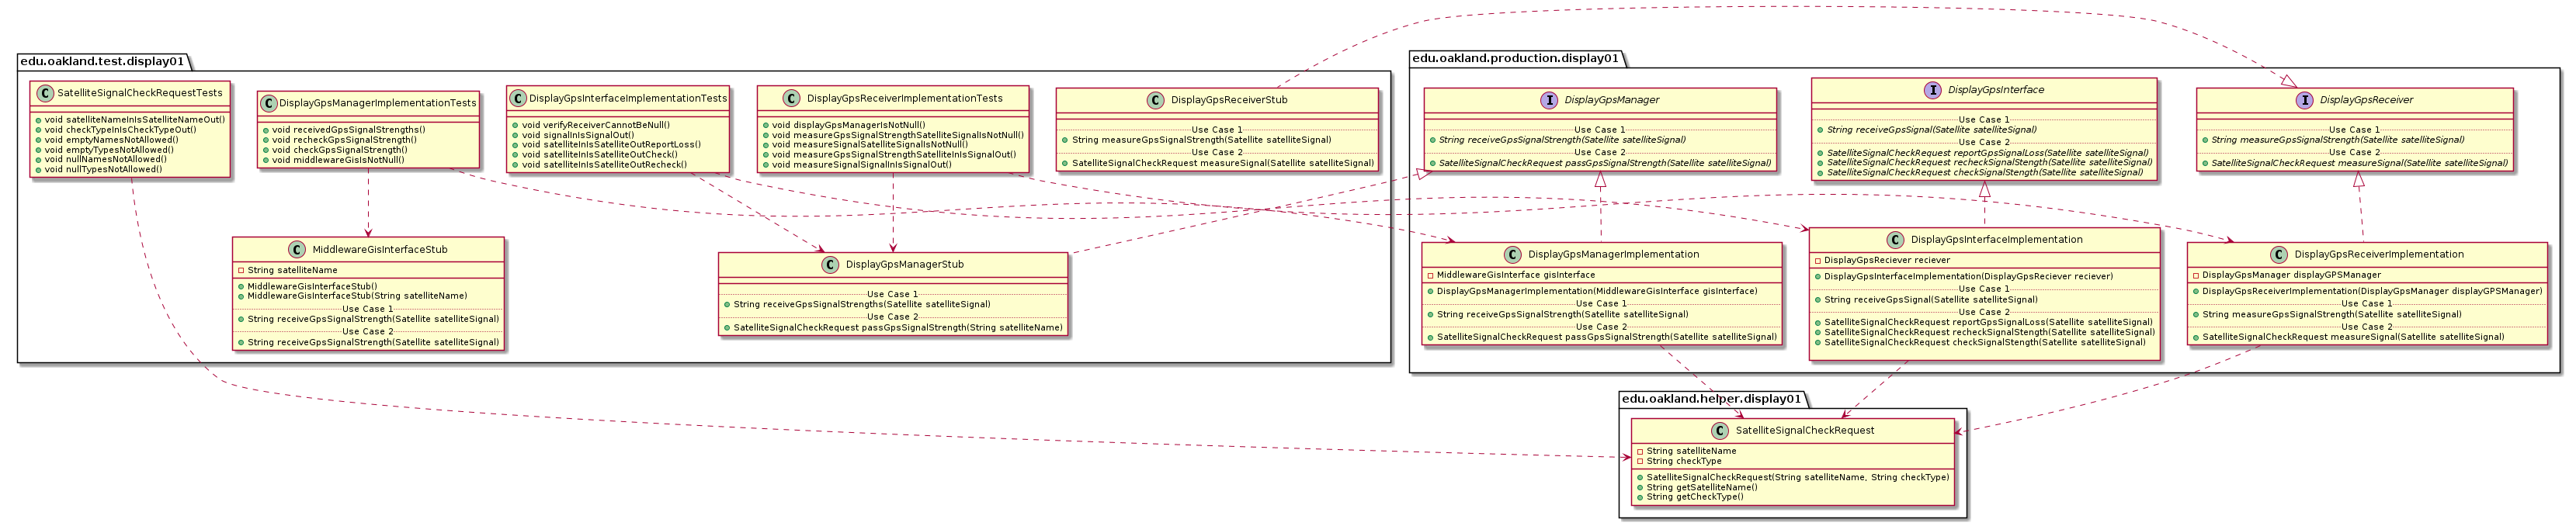 edu.oakland.test.display01
SatelliteSignalCheckRequestTests
void satelliteNameInIsSatelliteNameOut()
void checkTypeInIsCheckTypeOut()
void emptyNamesNotAllowed()
void emptyTypesNotAllowed()
void nullNamesNotAllowed()
void nullTypesNotAllowed()
DisplayGpsManagerImplementationTests
void receivedGpsSignalStrengths()
void recheckGpsSignalStrength()
void checkGpsSignalStrength()
void middlewareGisIsNotNull()
DisplayGpsInterfaceImplementationTests
void verifyReceiverCannotBeNull()
void signalInIsSignalOut()
void satelliteInIsSatelliteOutReportLoss()
void satelliteInIsSatelliteOutCheck()
void satelliteInIsSatelliteOutRecheck()
DisplayGpsReceiverImplementationTests
void displayGpsManagerIsNotNull()
void measureGpsSignalStrengthSatelliteSignalIsNotNull()
void measureSignalSatelliteSignalIsNotNull()
void measureGpsSignalStrengthSatelliteInIsSignalOut()
void measureSignalSignalInIsSignalOut()
DisplayGpsReceiverStub
Use Case 1
String measureGpsSignalStrength(Satellite satelliteSignal)
Use Case 2
SatelliteSignalCheckRequest measureSignal(Satellite satelliteSignal)
MiddlewareGisInterfaceStub
String satelliteName
MiddlewareGisInterfaceStub()
MiddlewareGisInterfaceStub(String satelliteName)
Use Case 1
String receiveGpsSignalStrength(Satellite satelliteSignal)
Use Case 2
String receiveGpsSignalStrength(Satellite satelliteSignal)
DisplayGpsManagerStub
Use Case 1
String receiveGpsSignalStrengths(Satellite satelliteSignal)
Use Case 2
SatelliteSignalCheckRequest passGpsSignalStrength(String satelliteName)
edu.oakland.production.display01
DisplayGpsManager
Use Case 1
String receiveGpsSignalStrength(Satellite satelliteSignal)
Use Case 2
SatelliteSignalCheckRequest passGpsSignalStrength(Satellite satelliteSignal)
DisplayGpsInterface
Use Case 1
String receiveGpsSignal(Satellite satelliteSignal)
Use Case 2
SatelliteSignalCheckRequest reportGpsSignalLoss(Satellite satelliteSignal)
SatelliteSignalCheckRequest recheckSignalStength(Satellite satelliteSignal)
SatelliteSignalCheckRequest checkSignalStength(Satellite satelliteSignal)
DisplayGpsReceiver
Use Case 1
String measureGpsSignalStrength(Satellite satelliteSignal)
Use Case 2
SatelliteSignalCheckRequest measureSignal(Satellite satelliteSignal)
DisplayGpsManagerImplementation
MiddlewareGisInterface gisInterface
DisplayGpsManagerImplementation(MiddlewareGisInterface gisInterface)
Use Case 1
String receiveGpsSignalStrength(Satellite satelliteSignal)
Use Case 2
SatelliteSignalCheckRequest passGpsSignalStrength(Satellite satelliteSignal)
DisplayGpsInterfaceImplementation
DisplayGpsReciever reciever
DisplayGpsInterfaceImplementation(DisplayGpsReciever reciever)
Use Case 1
String receiveGpsSignal(Satellite satelliteSignal)
Use Case 2
SatelliteSignalCheckRequest reportGpsSignalLoss(Satellite satelliteSignal)
SatelliteSignalCheckRequest recheckSignalStength(Satellite satelliteSignal)
SatelliteSignalCheckRequest checkSignalStength(Satellite satelliteSignal)
DisplayGpsReceiverImplementation
DisplayGpsManager displayGPSManager
DisplayGpsReceiverImplementation(DisplayGpsManager displayGPSManager)
Use Case 1
String measureGpsSignalStrength(Satellite satelliteSignal)
Use Case 2
SatelliteSignalCheckRequest measureSignal(Satellite satelliteSignal)
edu.oakland.helper.display01
SatelliteSignalCheckRequest
String satelliteName
String checkType
SatelliteSignalCheckRequest(String satelliteName, String checkType)
String getSatelliteName()
String getCheckType()